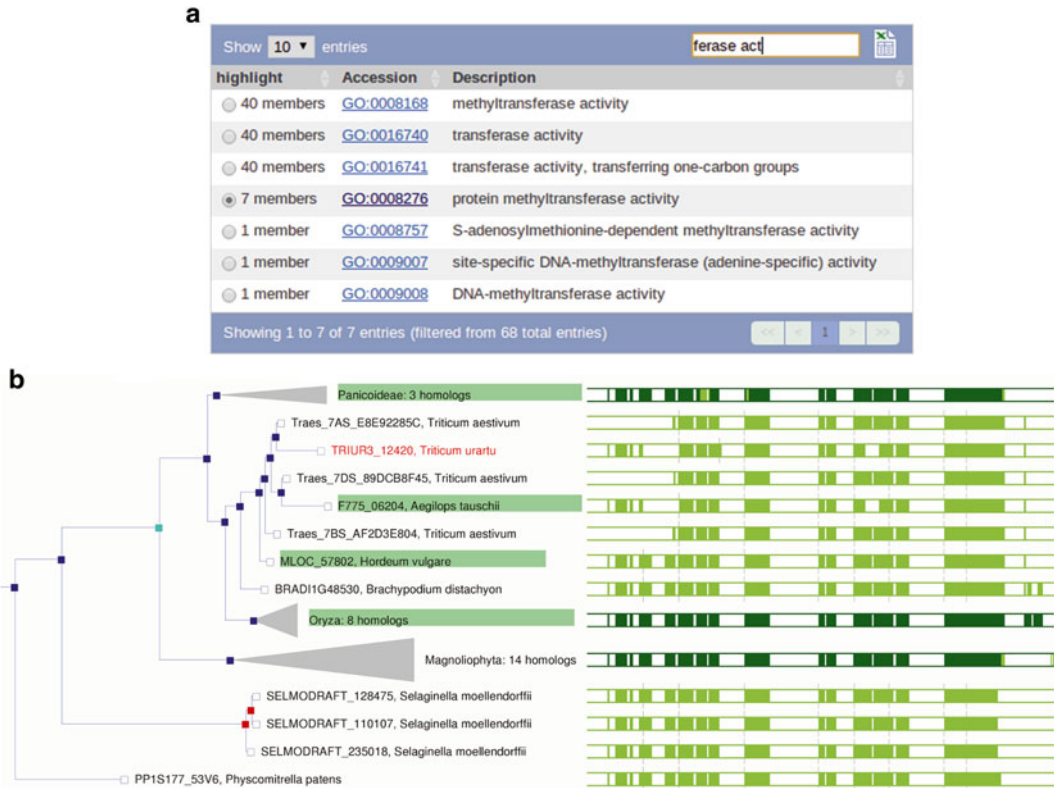 a
Show 10 entries ferase act
highlight Accession Description
40 members GO:0008168 methyltransferase activity
40 members GO:0016740 transferase activity
40 members GO:0016741 transferase activity, transferring one-carbon groups
7 members GO:0008276 protein methyltransferase activity
1 member GO:0008757 S-adenosylmethionine-dependent methyltransferase activity
1 member GO:0009007 site-specific DNA-methyltransferase (adenine-specific) activity
1 member GO:0009008 DNA-methyltransferase activity
Showing 1 to 7 of 7 entries (filtered from 68 total entries) << < 1 > >>
b
Panicoideae: 3 homologs
Traes_7AS_E8E92285C, Triticum aestivum
TRIUR3_12420, Triticum urartu
Traes_7DS_89DCB8F45, Triticum aestivum
F775_06204, Aegilops tauschii
Traes_7BS_AF2D3E804, Triticum aestivum
MLOC_57802, Hordeum vulgare
BRADI1G48530, Brachypodium distachyon
Oryza: 8 homologs
Magnoliophyta: 14 homologs
SELMODRAFT_128475, Selaginella moellendorffii
SELMODRAFT_110107, Selaginella moellendorffii
SELMODRAFT_235018, Selaginella moellendorffii
PP1S177_53V6, Physcomitrella patens